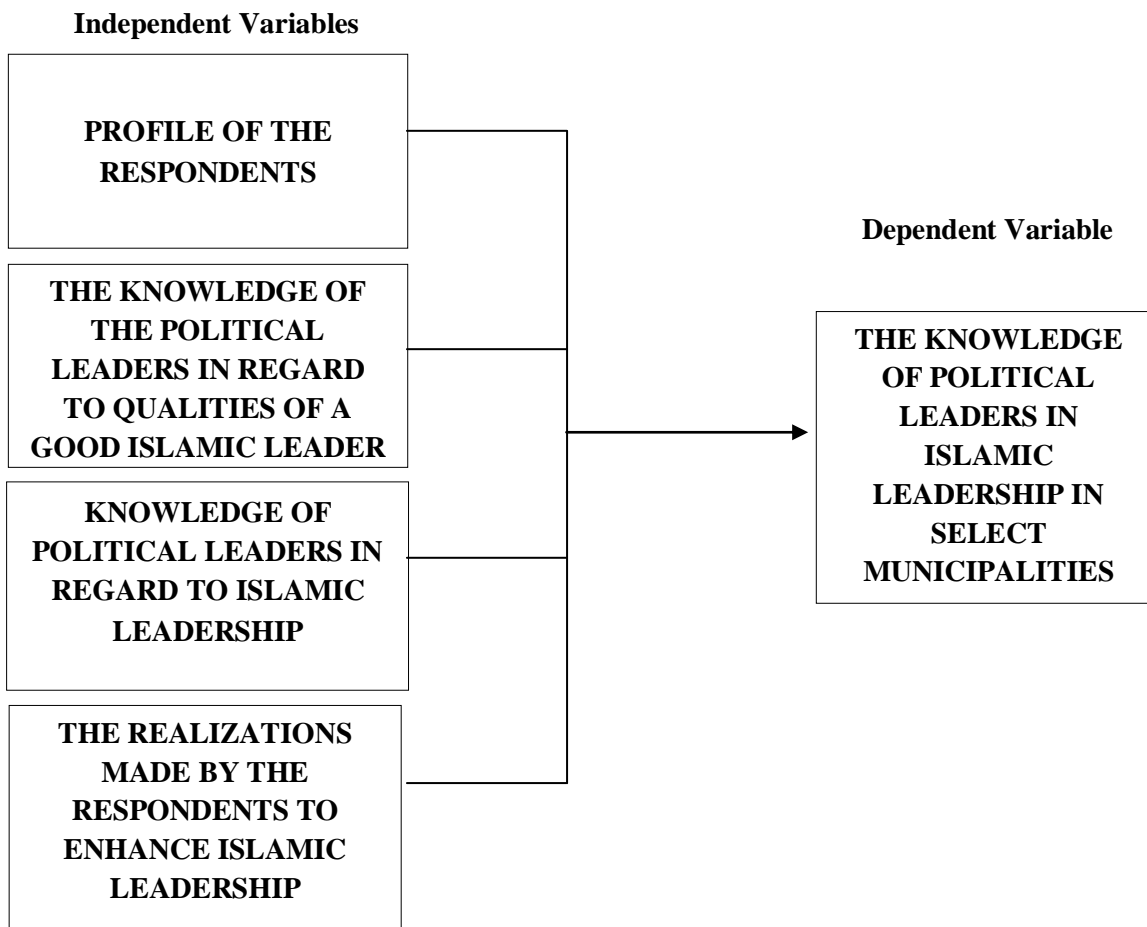 Independent Variables
PROFILE OF THE
RESPONDENTS
THE KNOWLEDGE OF
THE POLITICAL
LEADERS IN REGARD
TO QUALITIES OF A
GOOD ISLAMIC LEADER
KNOWLEDGE OF
POLITICAL LEADERS IN
REGARD TO ISLAMIC
LEADERSHIP
THE REALIZATIONS
MADE BY THE
RESPONDENTS TO
ENHANCE ISLAMIC
LEADERSHIP
Dependent Variable
THE KNOWLEDGE
OF POLITICAL
LEADERS IN
ISLAMIC
LEADERSHIP IN
SELECT
MUNICIPALITIES